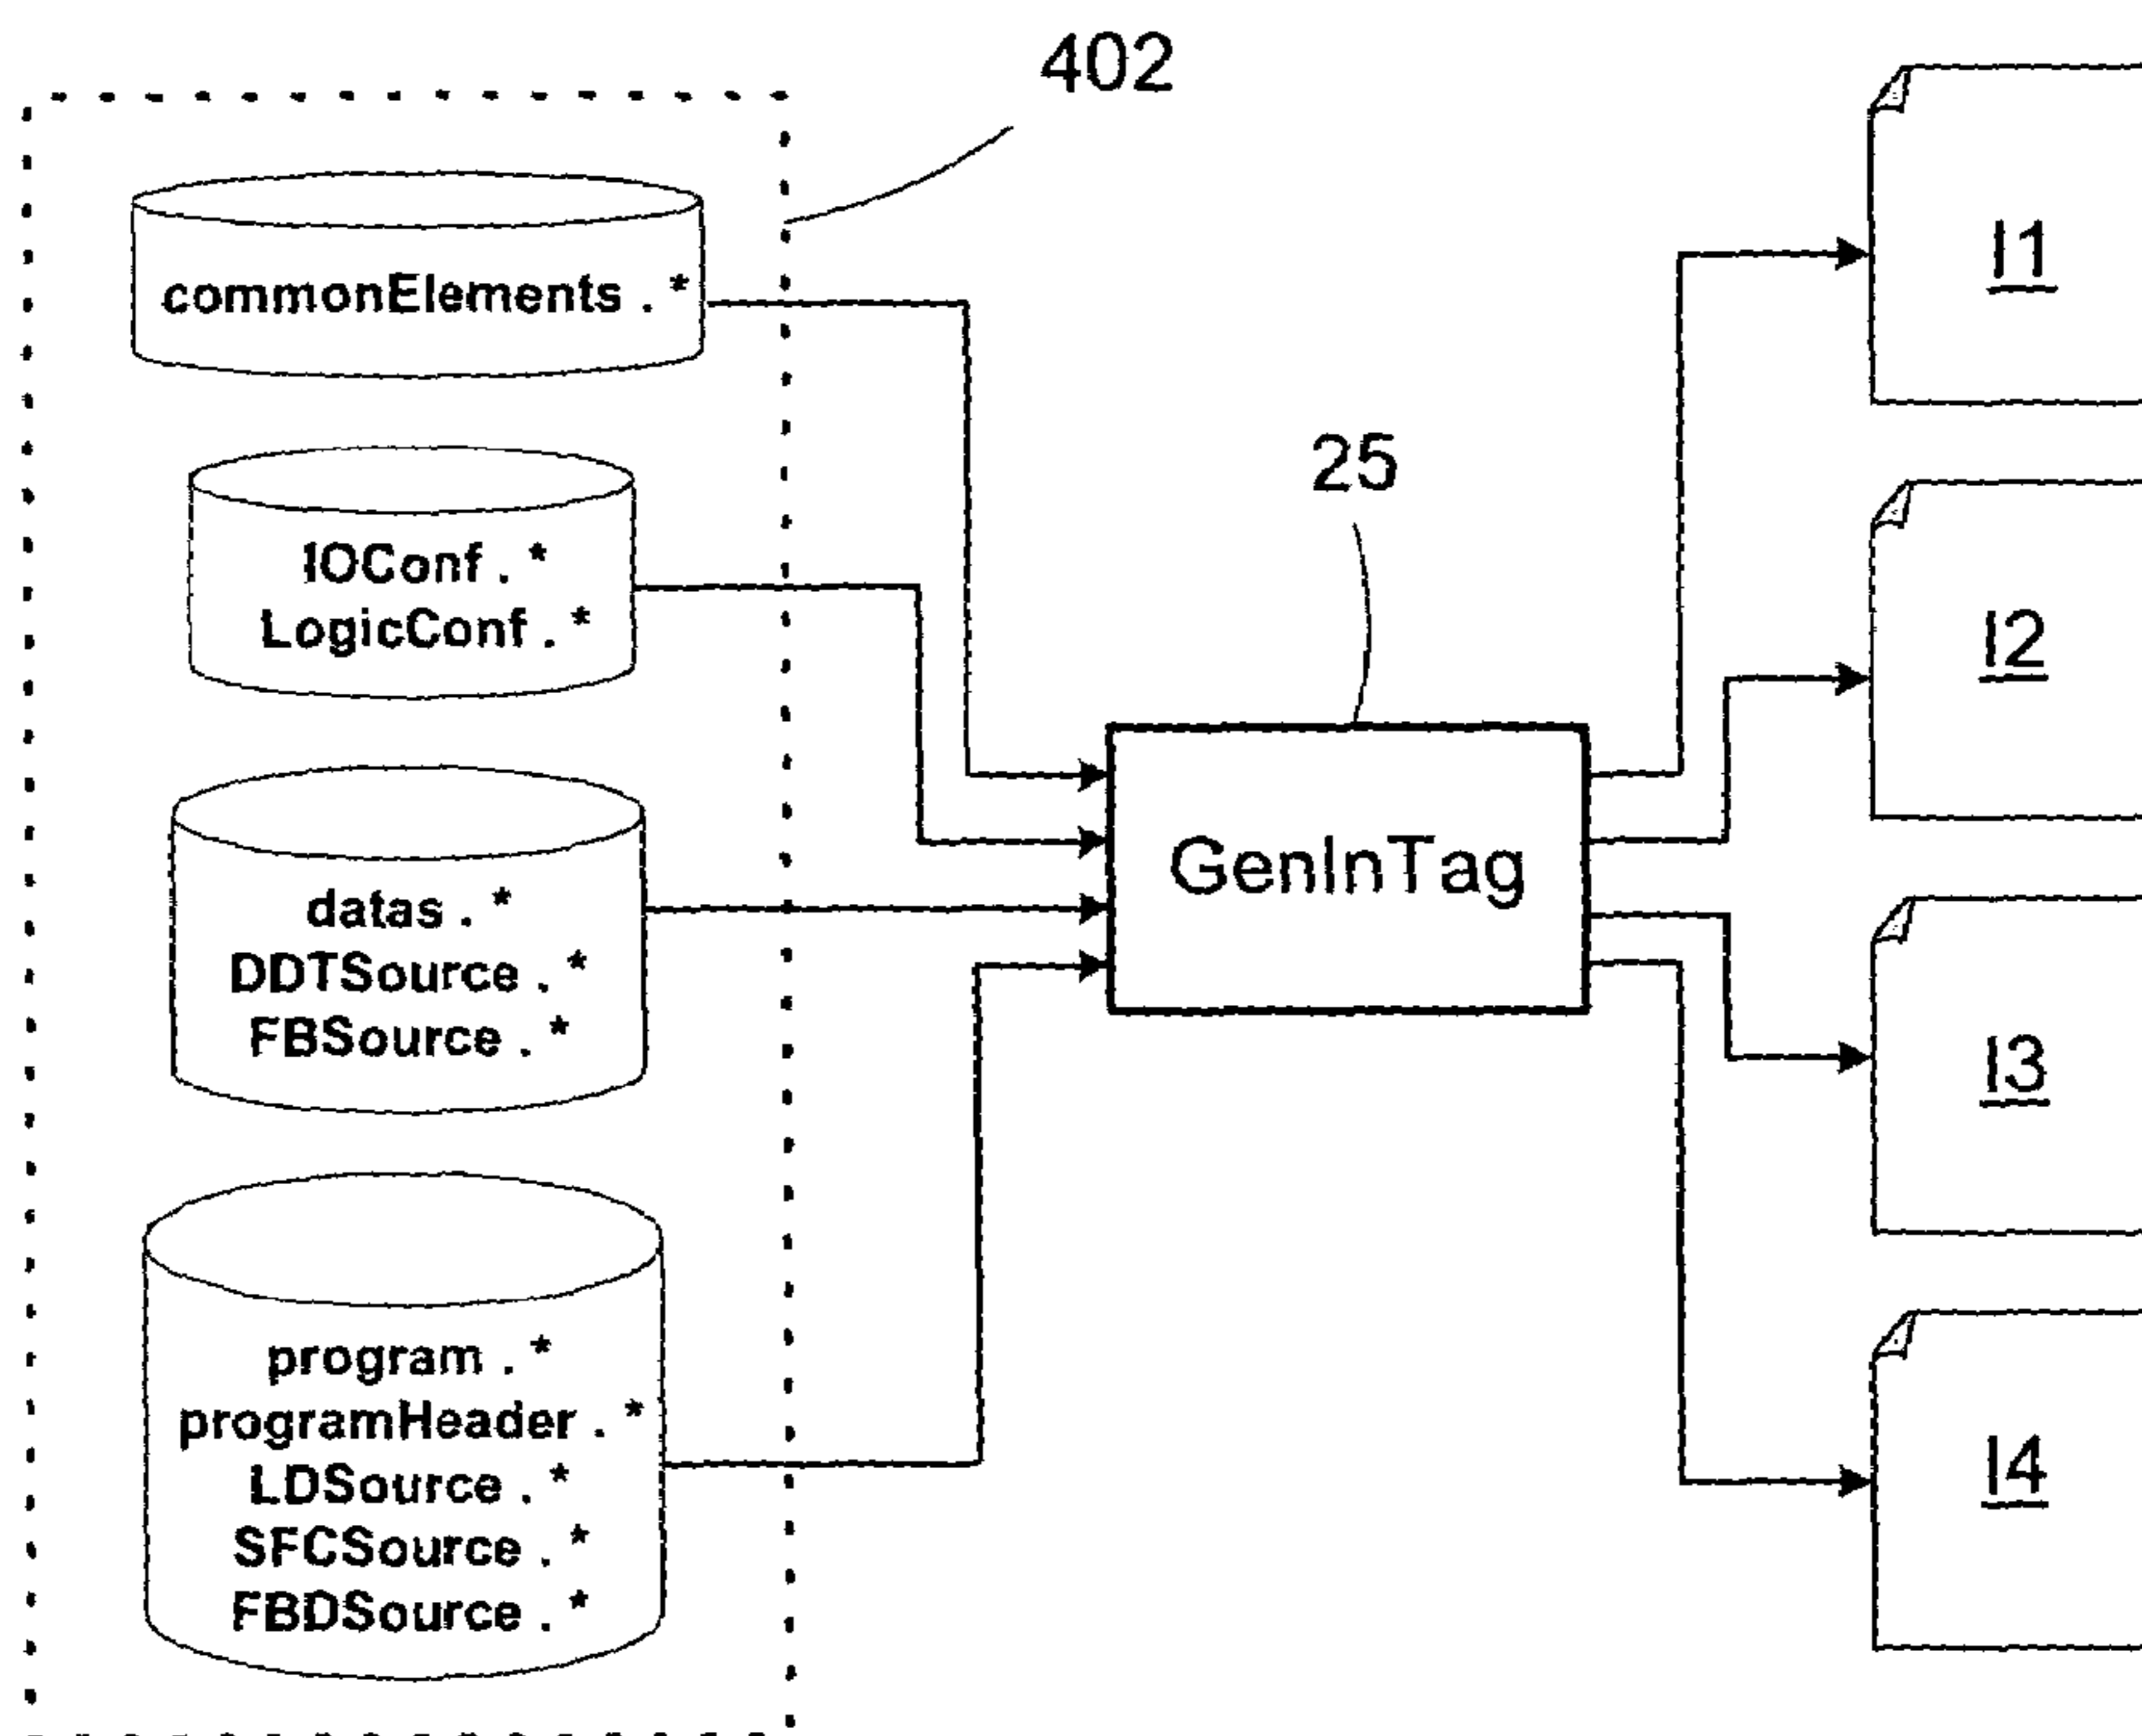 402
commonElements . *
IOConf . *
LogicConf . *
datas . *
DDTSource . *
FBSource . *
program . *
programHeader . *
LDSource . *
SFCSource . *
FBDSource . *
25
GenInTag
I1
I2
I3
I4